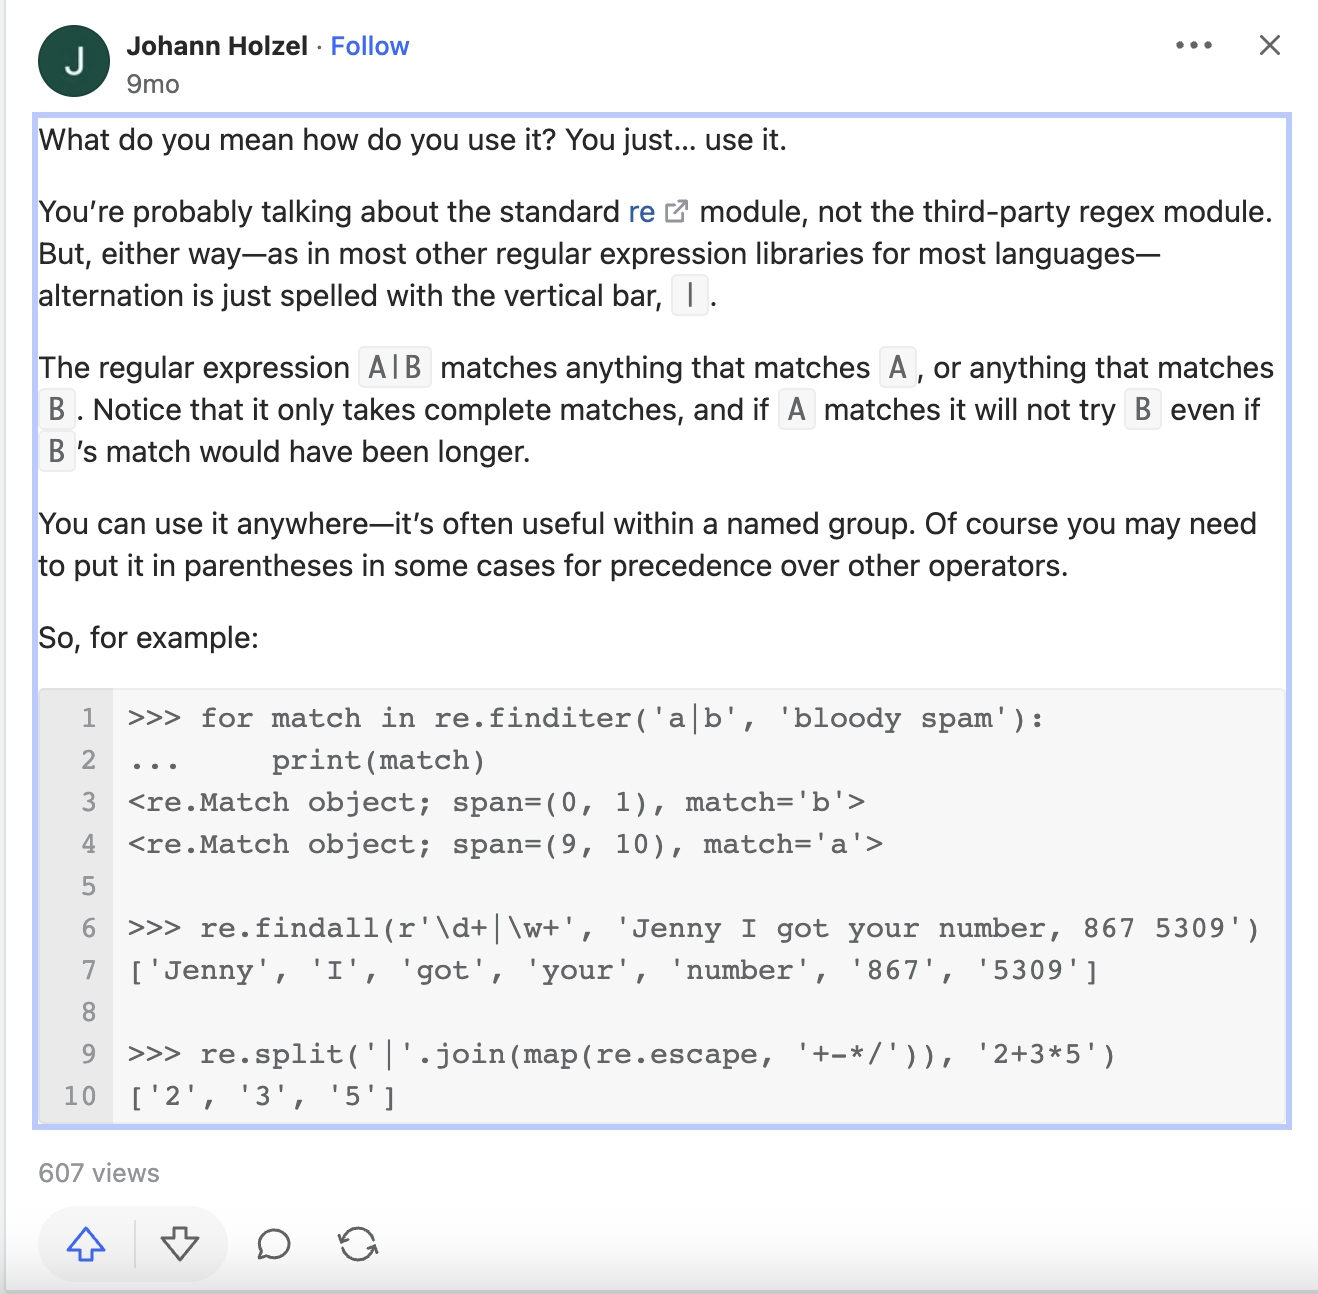 J
Johann Holzel · Follow
9mo
What do you mean how do you use it? You just... use it.
You’re probably talking about the standard re module, not the third-party regex module.
But, either way—as in most other regular expression libraries for most languages—
alternation is just spelled with the vertical bar, | .
The regular expression A|B matches anything that matches A , or anything that matches
B . Notice that it only takes complete matches, and if A matches it will not try B even if
B ’s match would have been longer.
You can use it anywhere—it’s often useful within a named group. Of course you may need
to put it in parentheses in some cases for precedence over other operators.
So, for example:
1 >>> for match in re.finditer('a|b', 'bloody spam'):
2 ...     print(match)
3 <re.Match object; span=(0, 1), match='b'>
4 <re.Match object; span=(9, 10), match='a'>
5
6 >>> re.findall(r'\d+|\w+', 'Jenny I got your number, 867 5309')
7 ['Jenny', 'I', 'got', 'your', 'number', '867', '5309']
8
9 >>> re.split('|'.join(map(re.escape, '+-*/')), '2+3*5')
10 ['2', '3', '5']
607 views